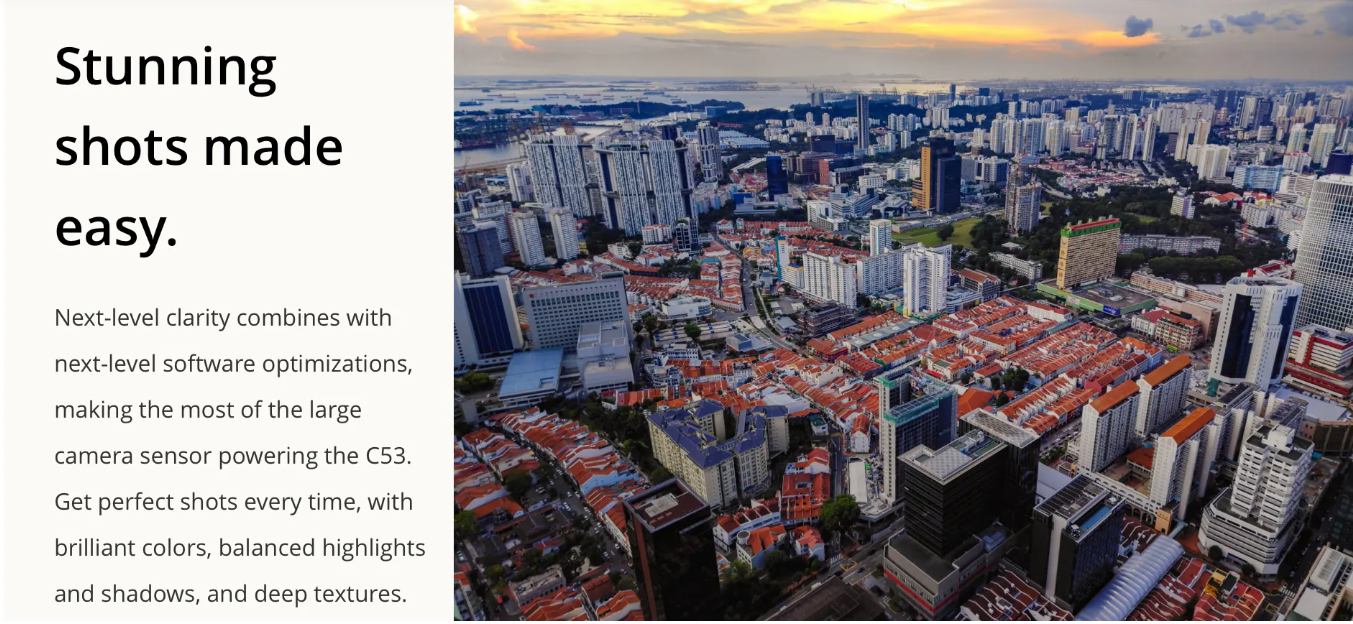 Stunning
shots made
easy.
Next-level clarity combines with
next-level software optimizations,
making the most of the large
camera sensor powering the C53.
Get perfect shots every time, with
brilliant colors, balanced highlights
and shadows, and deep textures.